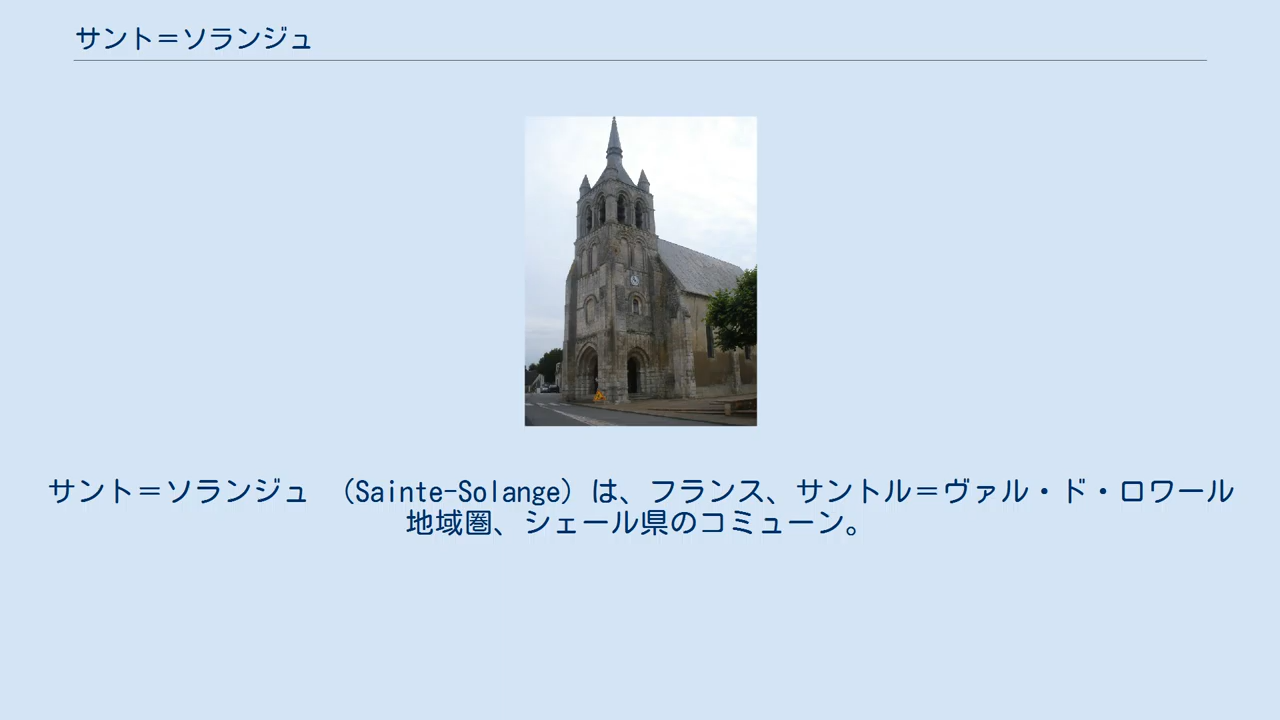 サント＝ソランジュ
サント＝ソランジュ　（Sainte-Solange）は、フランス、サントル＝ヴァル・ド・ロワール
地域圏、シェール県のコミューン。